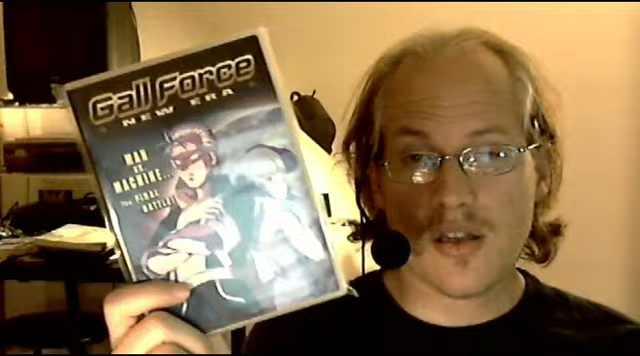 Gall Force
NEW ERA
MAN
VS
MACHINE...
THE FINAL
BATTLE!